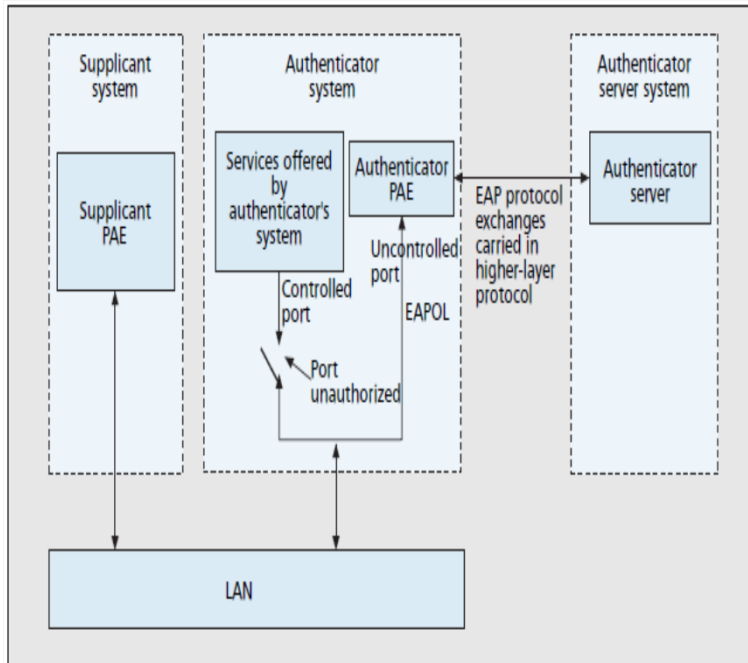 Supplicant
system
Supplicant
PAE
Authenticator
system
Services offered
by
authenticator's
system
Authenticator
PAE
Uncontrolled
port
Controlled
port
EAPOL
Port
unauthorized
EAP protocol
exchanges
carried in
higher-layer
protocol
Authenticator
server system
Authenticator
server
LAN